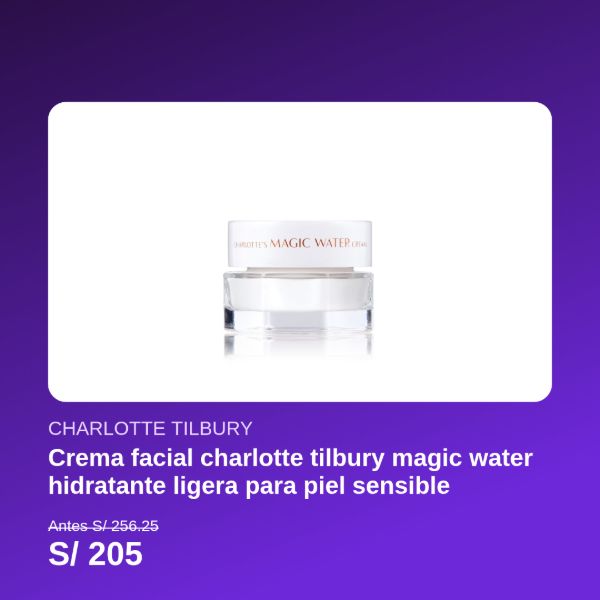 CHARLOTTE'S MAGIC WATER CREAM
CHARLOTTE TILBURY
Crema facial charlotte tilbury magic water
hidratante ligera para piel sensible
Antes S/ 256.25
S/ 205